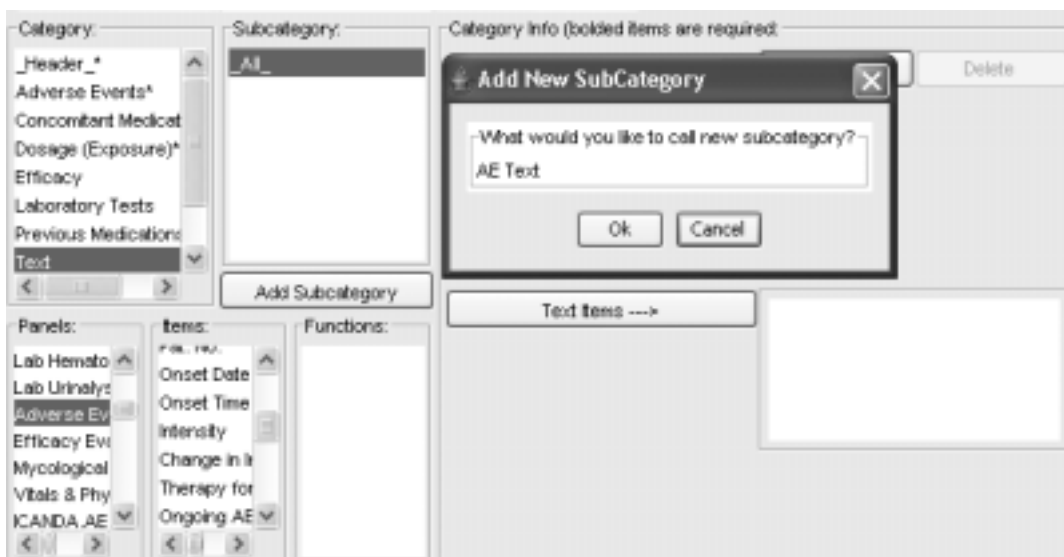 Category:
_Header_*
Adverse Events*
Concomitant Medicat
Dosage (Exposure)*
Efficacy
Laboratory Tests
Previous Medications
Text
Subcategory:
_All_
Add Subcategory
Category Info (bolded items are required
Delete
Add New SubCategory
What would you like to call new subcategory?
AE Text
Ok
Cancel
Text Items --->
Panels:
Lab Hemato
Lab Urinalys
Adverse Ev
Efficacy Eva
Mycological
Vitals & Phy
ICANDA.AE
Items:
Pat. No.
Onset Date
Onset Time
Intensity
Change in In
Therapy for
Ongoing AE
Functions: